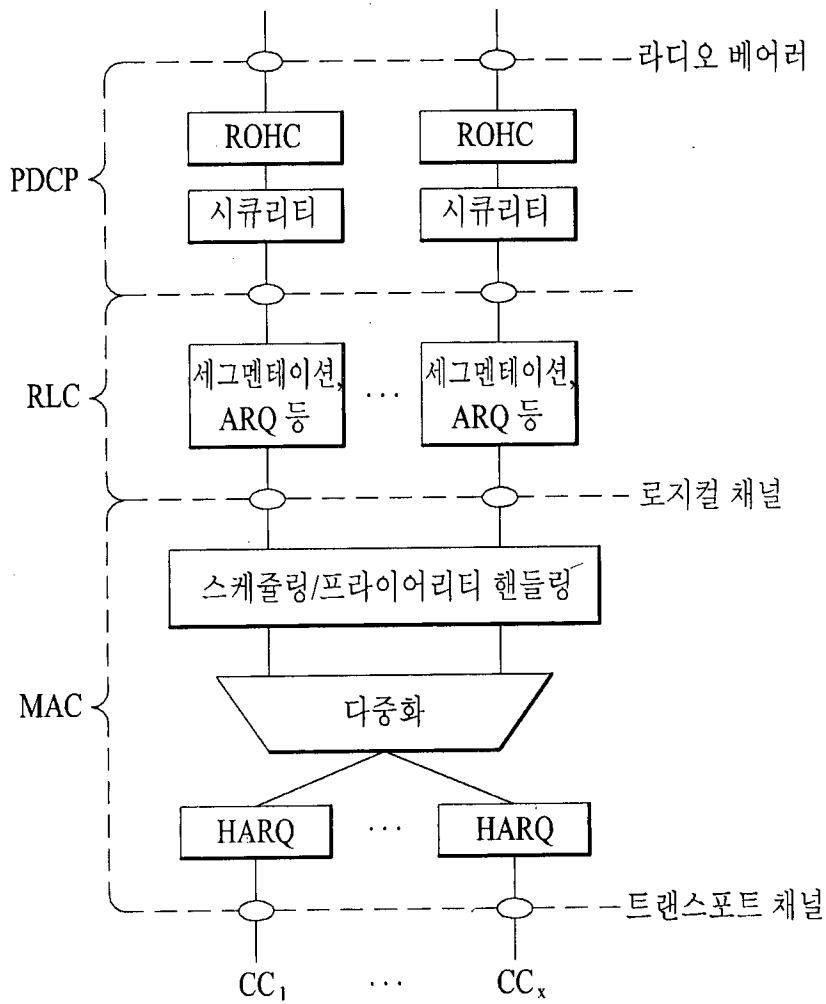 라디오 베어러
ROHC
ROHC
PDCP
시큐리티
시큐리티
세그멘테이션,
ARQ 등
...
세그멘테이션,
ARQ 등
RLC
로지컬 채널
스케쥴링/프라이어리티 핸들링
MAC
다중화
HARQ
...
HARQ
트랜스포트 채널
CC₁
...
CCₓ